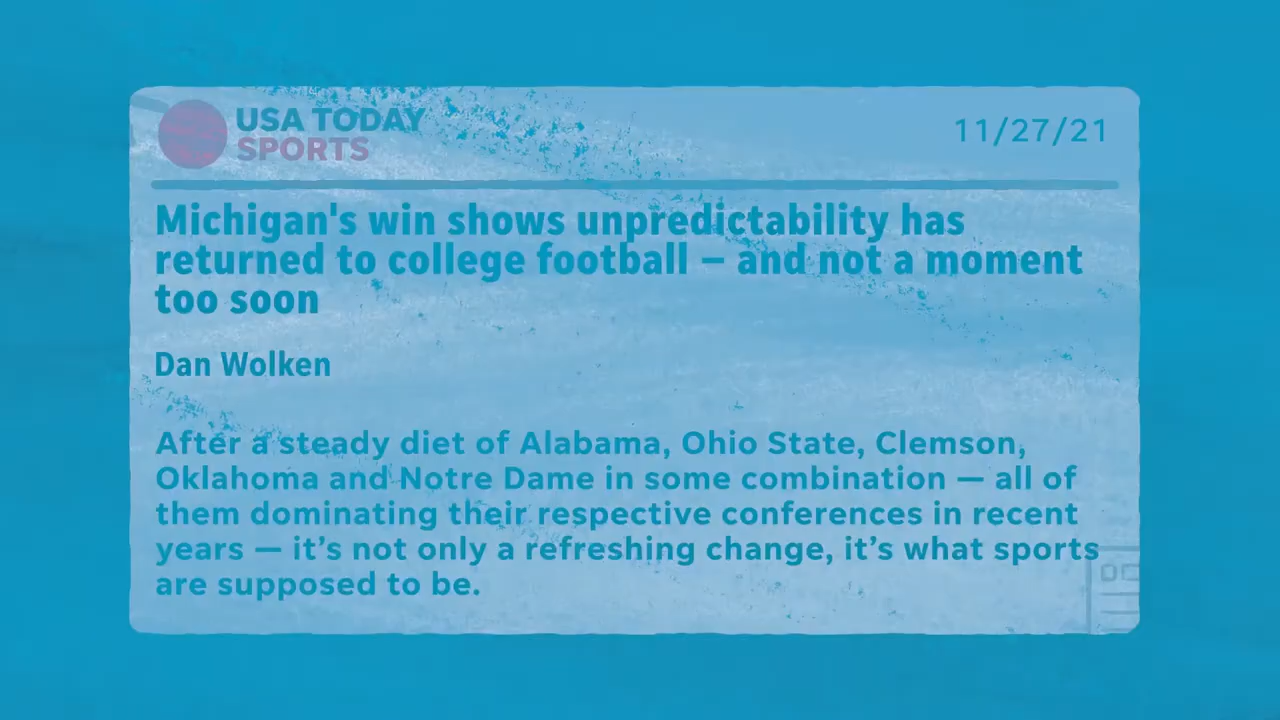 USA TODAY
SPORTS
11/27/21
Michigan's win shows unpredictability has
returned to college football – and not a moment
too soon
Dan Wolken
After a steady diet of Alabama, Ohio State, Clemson,
Oklahoma and Notre Dame in some combination — all of
them dominating their respective conferences in recent
years — it’s not only a refreshing change, it’s what sports
are supposed to be.